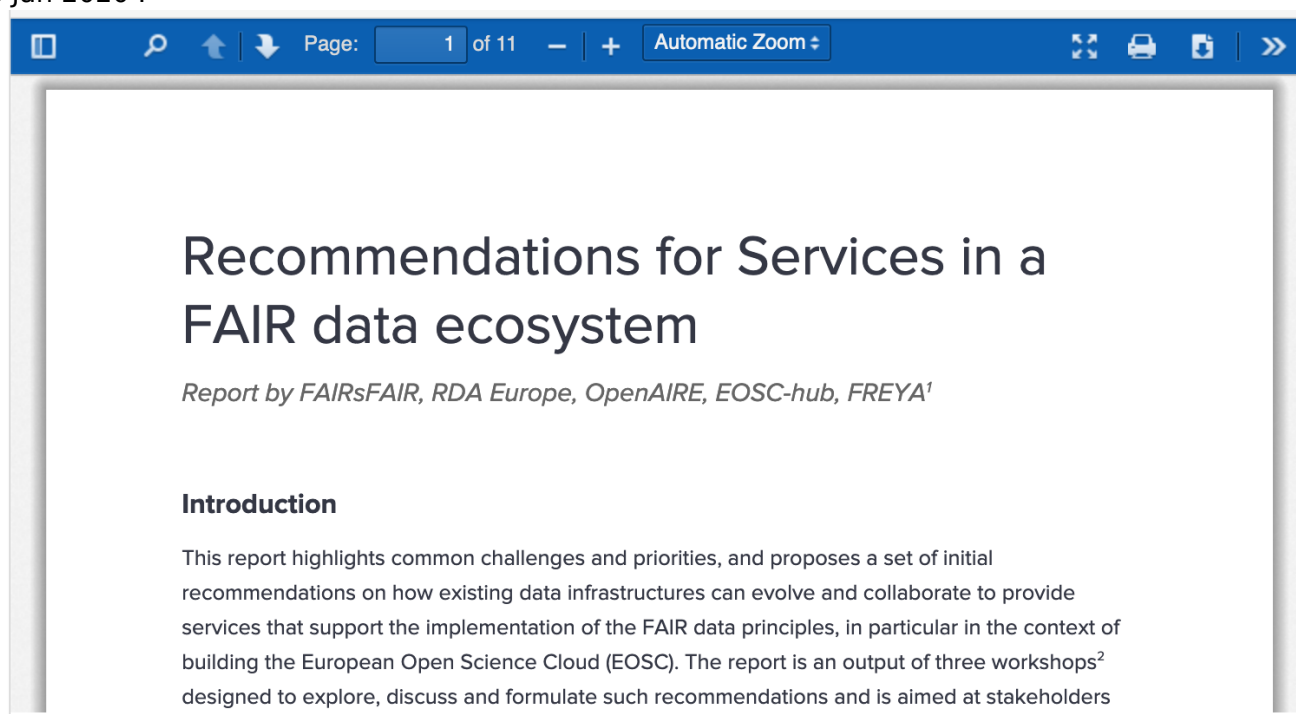 Page: 1 of 11 Automatic Zoom
Recommendations for Services in a
FAIR data ecosystem
Report by FAIRsFAIR, RDA Europe, OpenAIRE, EOSC-hub, FREYA¹
Introduction
This report highlights common challenges and priorities, and proposes a set of initial
recommendations on how existing data infrastructures can evolve and collaborate to provide
services that support the implementation of the FAIR data principles, in particular in the context of
building the European Open Science Cloud (EOSC). The report is an output of three workshops²
designed to explore, discuss and formulate such recommendations and is aimed at stakeholders